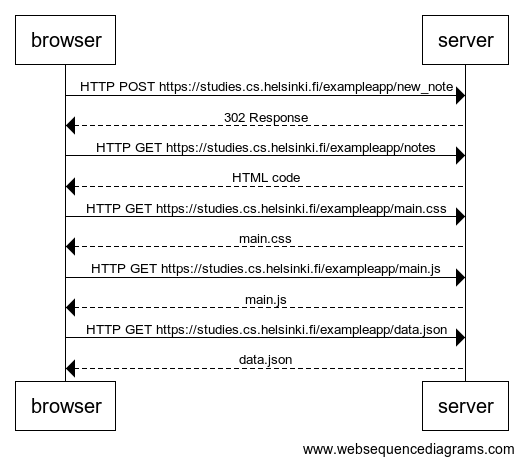 browser server
HTTP POST https://studies.cs.helsinki.fi/exampleapp/new_note
302 Response
HTTP GET https://studies.cs.helsinki.fi/exampleapp/notes
HTML code
HTTP GET https://studies.cs.helsinki.fi/exampleapp/main.css
main.css
HTTP GET https://studies.cs.helsinki.fi/exampleapp/main.js
main.js
HTTP GET https://studies.cs.helsinki.fi/exampleapp/data.json
data.json
browser server
www.websequencediagrams.com